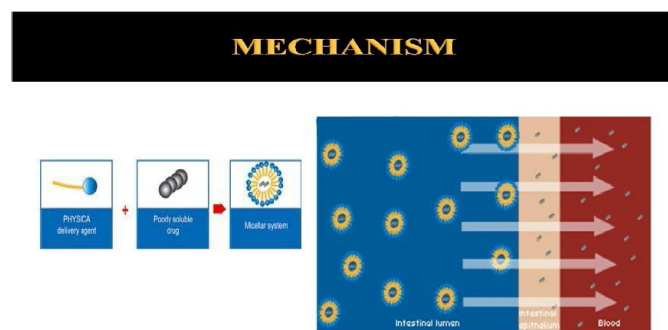 MECHANISM
PHYSICA
delivery agent
+
Poorly soluble
drug
Micellar system
Intestinal lumen
Intestinal
epithelium
Blood